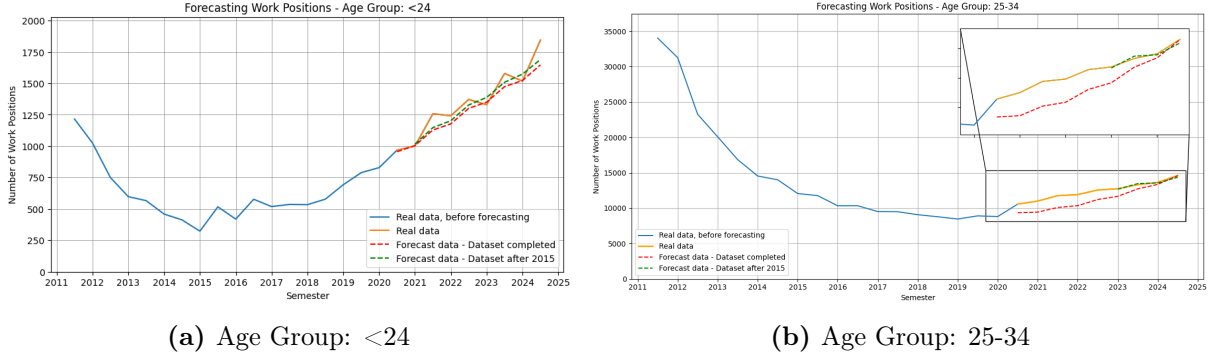 Forecasting Work Positions - Age Group: <24
Number of Work Positions
2000
1750
1500
1250
1000
750
500
250
0
Real data, before forecasting
Real data
Forecast data - Dataset completed
Forecast data - Dataset after 2015
2011 2012 2013 2014 2015 2016 2017 2018 2019 2020 2021 2022 2023 2024 2025
Semester
(a) Age Group: <24
Forecasting Work Positions - Age Group: 25-34
Number of Work Positions
35000
30000
25000
20000
15000
10000
5000
0
Real data, before forecasting
Real data
Forecast data - Dataset completed
Forecast data - Dataset after 2015
2011 2012 2013 2014 2015 2016 2017 2018 2019 2020 2021 2022 2023 2024 2025
Semester
(b) Age Group: 25-34